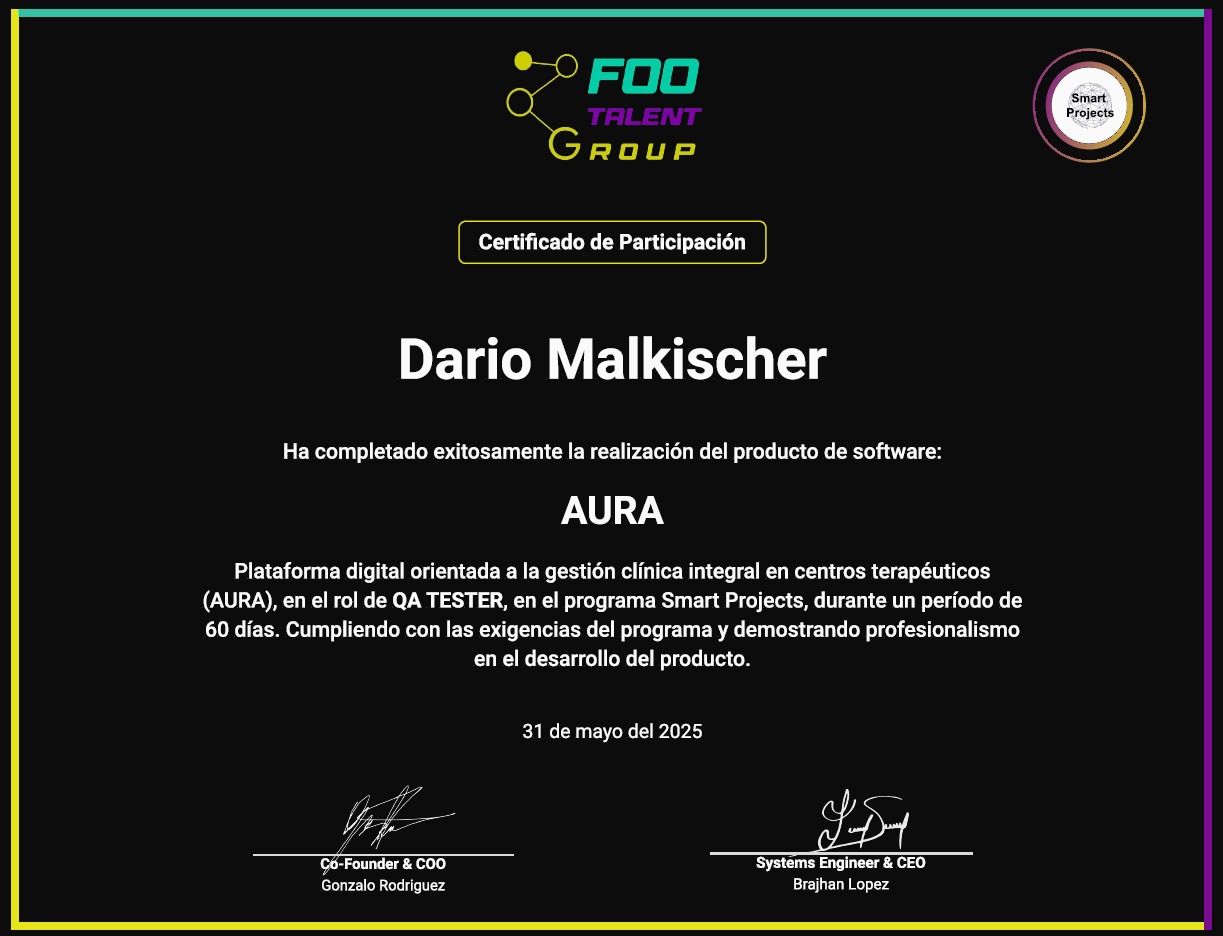 FOO
TALENT
GROUP
Smart
Projects
Certificado de Participación
Dario Malkischer
Ha completado exitosamente la realización del producto de software:
AURA
Plataforma digital orientada a la gestión clínica integral en centros terapéuticos
(AURA), en el rol de QA TESTER, en el programa Smart Projects, durante un período de
60 días. Cumpliendo con las exigencias del programa y demostrando profesionalismo
en el desarrollo del producto.
31 de mayo del 2025
Co-Founder & COO
Gonzalo Rodriguez
Systems Engineer & CEO
Brajhan Lopez